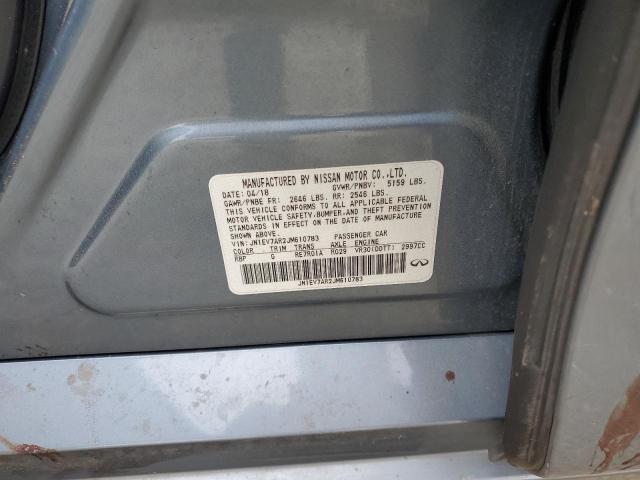 MANUFACTURED BY NISSAN MOTOR CO.,LTD.
DATE: 04/18 GVWR/PNBV: 5159 LBS.
GAWR/PNBE FR: 2646 LBS. RR: 2546 LBS.
THIS VEHICLE CONFORMS TO ALL APPLICABLE FEDERAL
MOTOR VEHICLE SAFETY,BUMPER,AND THEFT PREVENTION
STANDARDS IN EFFECT ON THE DATE OF MANUFACTURE
SHOWN ABOVE.
VIN: JN1EV7AR2JM610783 PASSENGER CAR
COLOR TRIM TRANS AXLE ENGINE
RBP G RE7R01A R029 VR30(DDTT) 2997CC
JN1EV7AR2JM610783